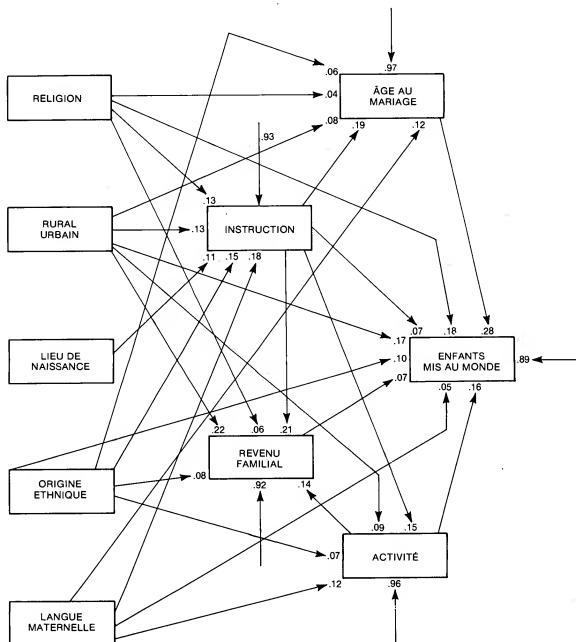 .97
.06
RELIGION
.04
ÂGE AU
MARIAGE
.08
.19
.12
.93
.13
RURAL
URBAIN
.13
INSTRUCTION
.11
.15
.18
.07
.18
.28
.17
LIEU DE
NAISSANCE
.10
ENFANTS
MIS AU MONDE
.89
.07
.05
.16
.22
.06
.21
REVENU
FAMILIAL
ORIGINE
ETHNIQUE
.08
.92
.14
.09
.15
.07
ACTIVITÉ
.12
.96
LANGUE
MATERNELLE